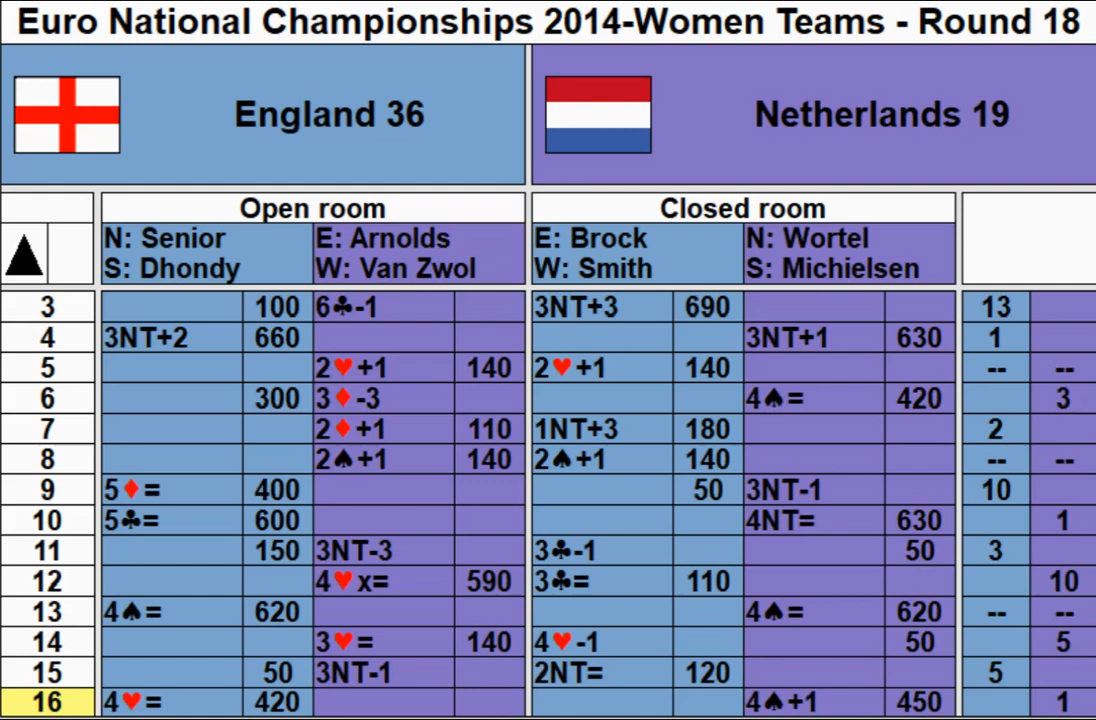 Euro National Championships 2014-Women Teams - Round 18
England 36 Netherlands 19
Open room Closed room
N: Senior E: Arnolds E: Brock N: Wortel
S: Dhondy W: Van Zwol W: Smith S: Michielsen
3 100 6♣-1 3NT+3 690 13
4 3NT+2 660 3NT+1 630 1
5 2♥+1 140 2♥+1 140 -- --
6 300 3♦-3 4♠= 420 3
7 2♦+1 110 1NT+3 180 2
8 2♠+1 140 2♠+1 140 -- --
9 5♦= 400 50 3NT-1 10
10 5♣= 600 4NT= 630 1
11 150 3NT-3 3♣-1 50 3
12 4♥x= 590 3♣= 110 10
13 4♠= 620 4♠= 620 -- --
14 3♥= 140 4♥-1 50 5
15 50 3NT-1 2NT= 120 5
16 4♥= 420 4♠+1 450 1